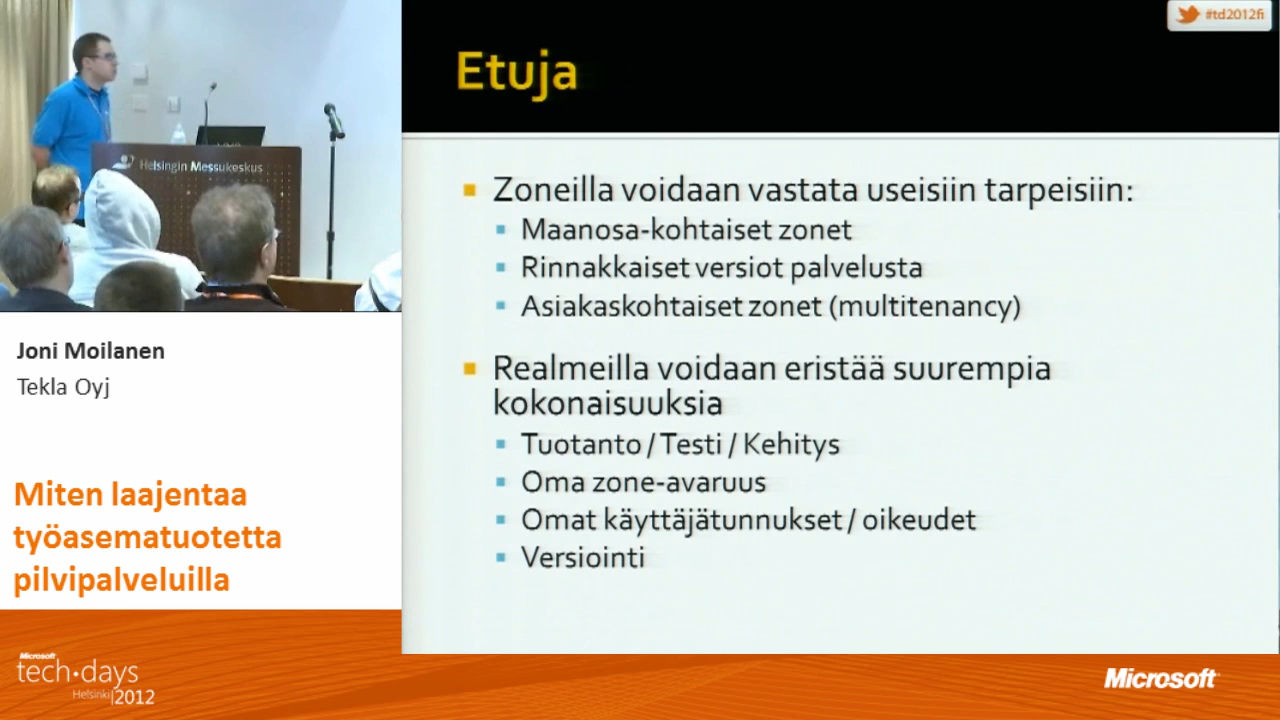 #td2012fi
Etuja
Helsingin Messukeskus
Zoneilla voidaan vastata useisiin tarpeisiin:
Maanosa-kohtaiset zonet
Rinnakkaiset versiot palvelusta
Asiakaskohtaiset zonet (multitenancy)
Realmeilla voidaan eristää suurempia
kokonaisuuksia
Tuotanto / Testi / Kehitys
Oma zone-avaruus
Omat käyttäjätunnukset / oikeudet
Versiointi
Joni Moilanen
Tekla Oyj
Miten laajentaa
työasematuotetta
pilvipalveluilla
Microsoft
tech·days
Helsinki|2012
Microsoft